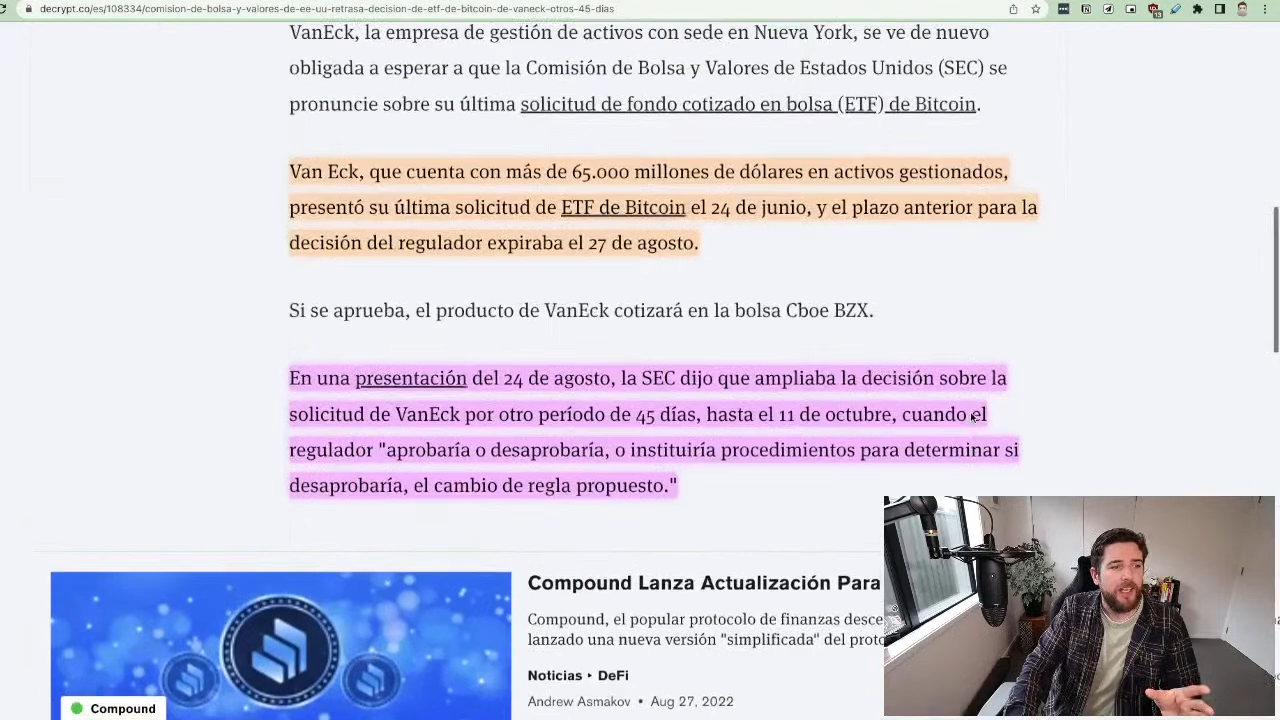 decrypt.co/es/108334/comision-de-bolsa-y-valores-de-ee-uu-retrasa-decision-de-etf-de-bitcoin-de-vaneck-otros-45-dias
VanEck, la empresa de gestión de activos con sede en Nueva York, se ve de nuevo
obligada a esperar a que la Comisión de Bolsa y Valores de Estados Unidos (SEC) se
pronuncie sobre su última solicitud de fondo cotizado en bolsa (ETF) de Bitcoin.
Van Eck, que cuenta con más de 65.000 millones de dólares en activos gestionados,
presentó su última solicitud de ETF de Bitcoin el 24 de junio, y el plazo anterior para la
decisión del regulador expiraba el 27 de agosto.
Si se aprueba, el producto de VanEck cotizará en la bolsa Cboe BZX.
En una presentación del 24 de agosto, la SEC dijo que ampliaba la decisión sobre la
solicitud de VanEck por otro período de 45 días, hasta el 11 de octubre, cuando el
regulador "aprobaría o desaprobaría, o instituiría procedimientos para determinar si
desaprobaría, el cambio de regla propuesto."
Compound Lanza Actualización Para
Compound, el popular protocolo de finanzas desce
lanzado una nueva versión "simplificada" del proto
Noticias ‣ DeFi
Andrew Asmakov • Aug 27, 2022
Compound